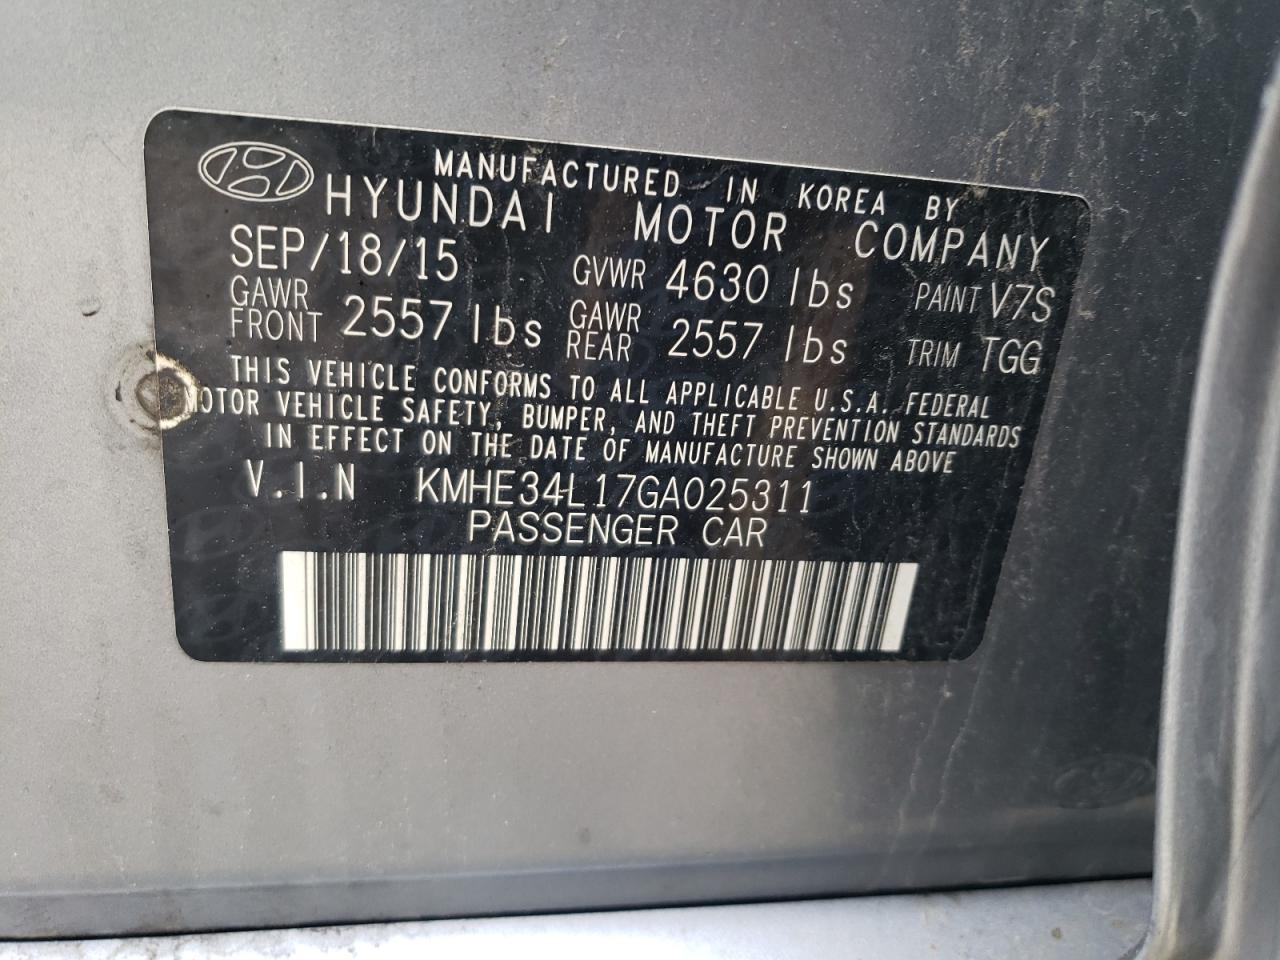 MANUFACTURED IN KOREA BY
HYUNDAI MOTOR COMPANY
SEP/18/15 GVWR 4630 lbs PAINT V7S
GAWR FRONT 2557 lbs GAWR REAR 2557 lbs TRIM TGG
THIS VEHICLE CONFORMS TO ALL APPLICABLE U.S.A. FEDERAL
MOTOR VEHICLE SAFETY, BUMPER, AND THEFT PREVENTION STANDARDS
IN EFFECT ON THE DATE OF MANUFACTURE SHOWN ABOVE
V.I.N KMHE34L17GA025311
PASSENGER CAR